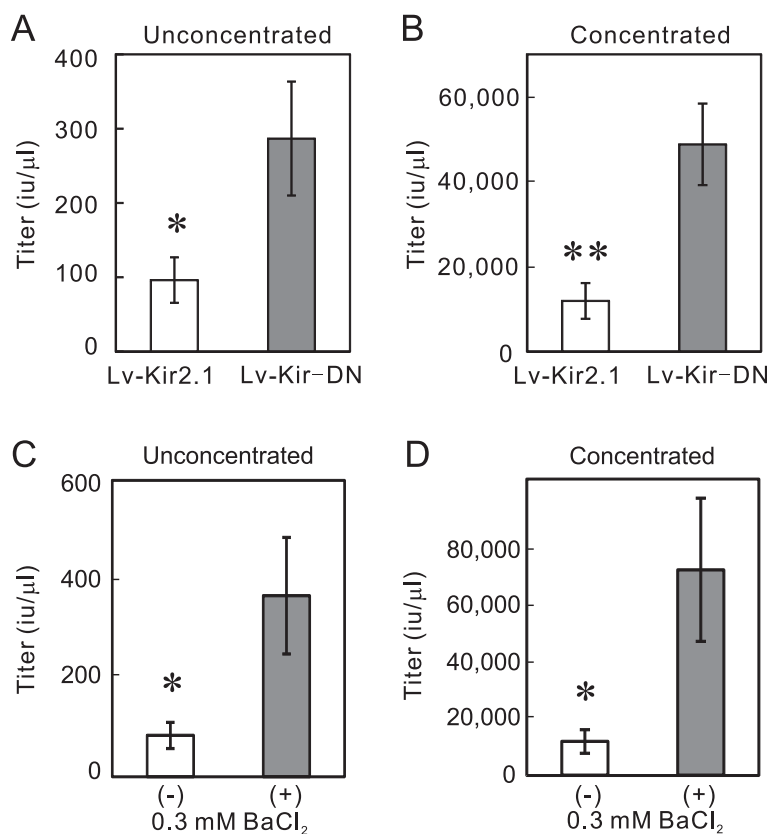 A
Unconcentrated
Titer (iu/μl)
400
300
200
100
0
*
Lv-Kir2.1
Lv-Kir-DN
B
Concentrated
Titer (iu/μl)
60,000
40,000
20,000
0
**
Lv-Kir2.1
Lv-Kir-DN
C
Unconcentrated
Titer (iu/μl)
600
400
200
0
*
(-)
(+)
0.3 mM BaCl₂
D
Concentrated
Titer (iu/μl)
80,000
60,000
40,000
20,000
0
*
(-)
(+)
0.3 mM BaCl₂